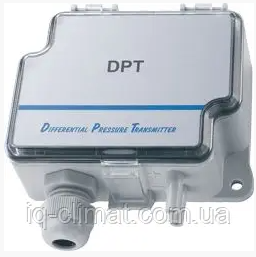 DPT
DIFFERENTIAL PRESSURE TRANSMITTER
© iq-climat.com.ua